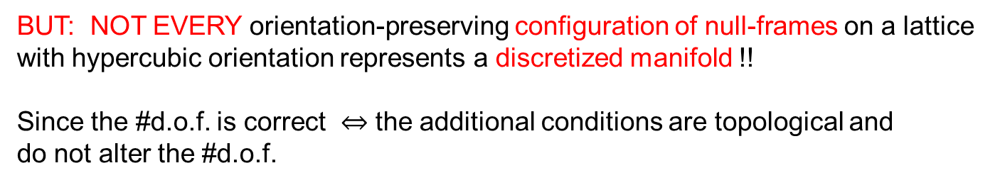 BUT: NOT EVERY orientation-preserving configuration of null-frames on a lattice
with hypercubic orientation represents a discretized manifold !!
Since the #d.o.f. is correct ⇔ the additional conditions are topological and
do not alter the #d.o.f.